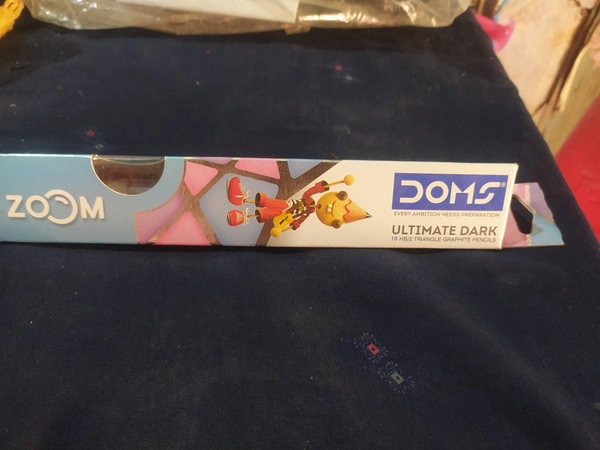 ZOOM
DOMS®
EVERY AMBITION NEEDS PREPARATION
ULTIMATE DARK
10 HB/2 TRIANGLE GRAPHITE PENCILS